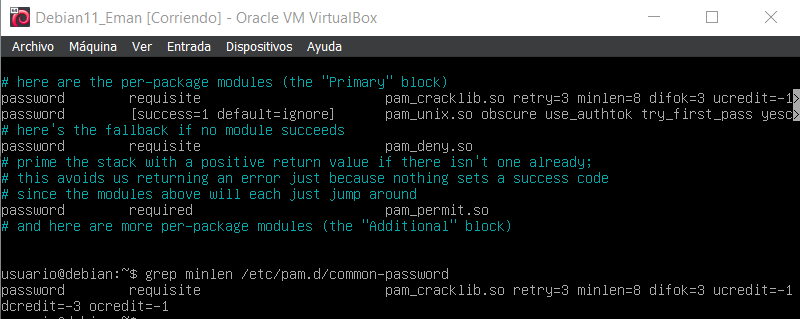 Debian11_Eman [Corriendo] - Oracle VM VirtualBox
Archivo Máquina Ver Entrada Dispositivos Ayuda
# here are the per-package modules (the "Primary" block)
password requisite pam_cracklib.so retry=3 minlen=8 difok=3 ucredit=-1>
password [success=1 default=ignore] pam_unix.so obscure use_authtok try_first_pass yesc>
# here's the fallback if no module succeeds
password requisite pam_deny.so
# prime the stack with a positive return value if there isn't one already;
# this avoids us returning an error just because nothing sets a success code
# since the modules above will each just jump around
password required pam_permit.so
# and here are more per-package modules (the "Additional" block)
usuario@debian:~$ grep minlen /etc/pam.d/common-password
password requisite pam_cracklib.so retry=3 minlen=8 difok=3 ucredit=-1
dcredit=-3 ocredit=-1